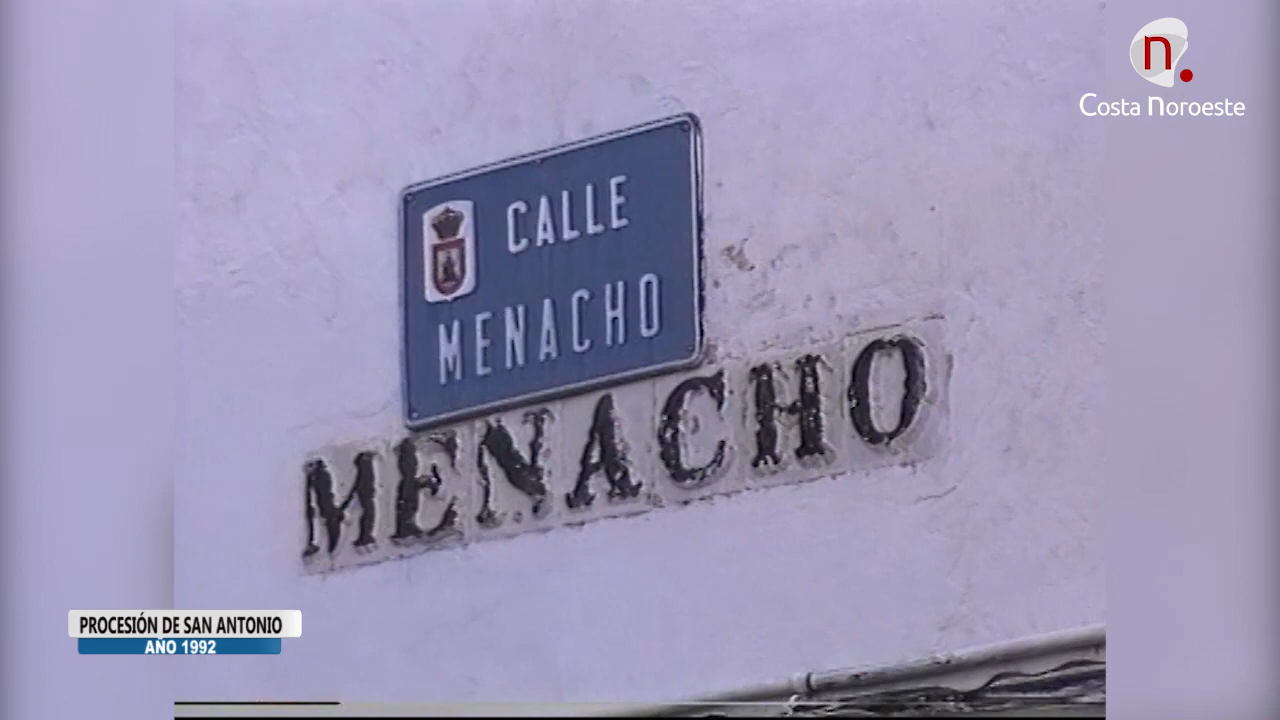 n.
Costa Noroeste
CALLE
MENACHO
MENACHO
PROCESIÓN DE SAN ANTONIO
AÑO 1992